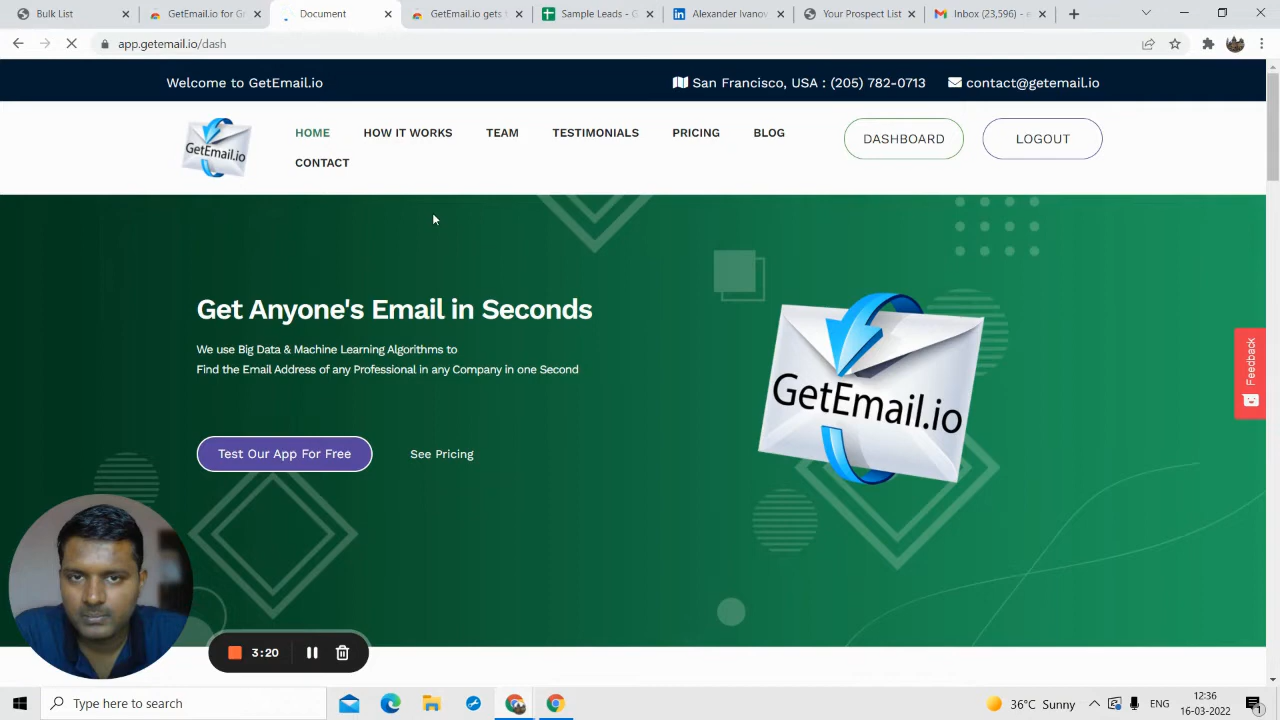 Bulk List
GetEmail.io for Gr
Document
GetEmail.io gets t
Sample Leads - G
Alexander Ivanov
Your Prospect List
Inbox (23,596) - e
app.getemail.io/dash
Welcome to GetEmail.io
San Francisco, USA : (205) 782-0713
contact@getemail.io
GetEmail.io
HOME
HOW IT WORKS
TEAM
TESTIMONIALS
PRICING
BLOG
CONTACT
DASHBOARD
LOGOUT
Get Anyone's Email in Seconds
We use Big Data & Machine Learning Algorithms to
Find the Email Address of any Professional in any Company in one Second
Test Our App For Free
See Pricing
GetEmail.io
Feedback
3:20
Type here to search
36°C Sunny
ENG
12:36
16-03-2022
1